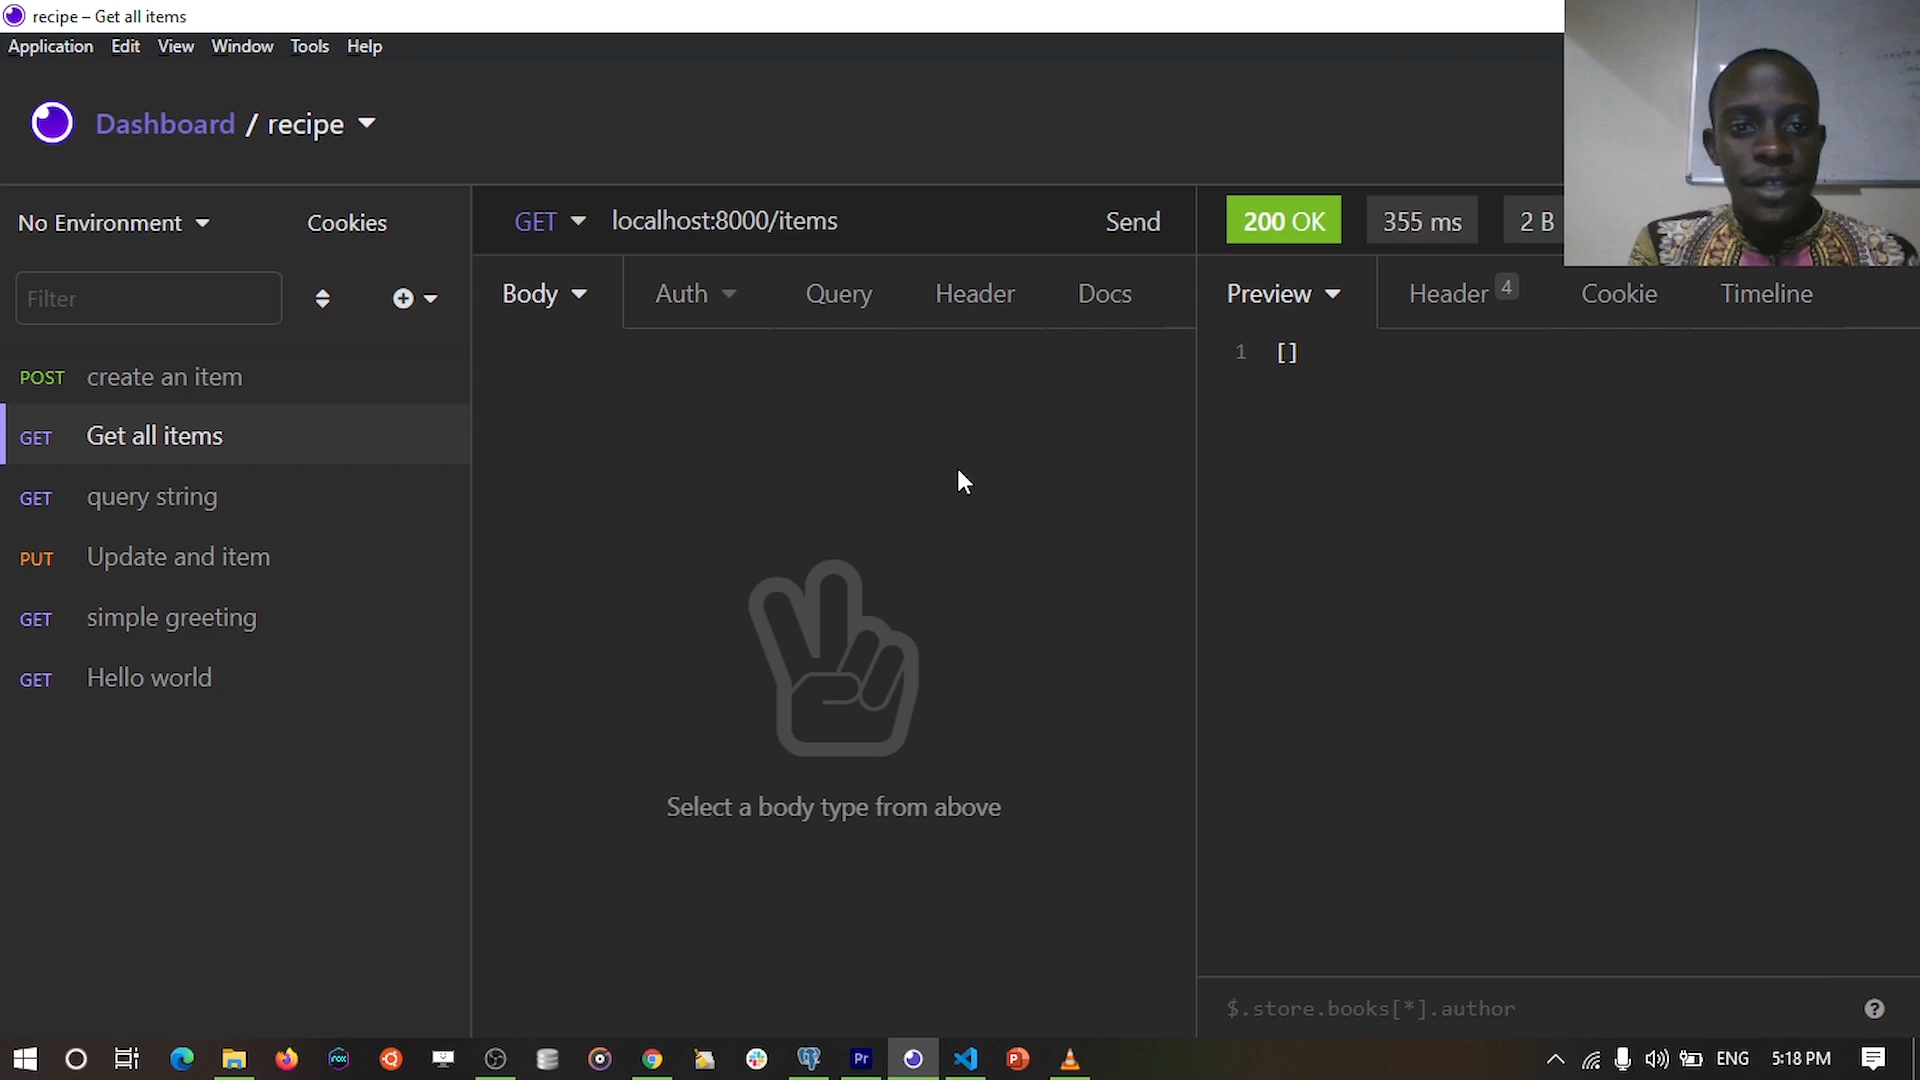 recipe – Get all items
Application Edit View Window Tools Help
Dashboard / recipe
No Environment Cookies
GET localhost:8000/items Send
200 OK 355 ms 2 B
Filter
Body Auth Query Header Docs
Preview Header 4 Cookie Timeline
1 []
POST create an item
GET Get all items
GET query string
PUT Update and item
GET simple greeting
GET Hello world
Select a body type from above
$.store.books[*].author
?
nox
Pr
P
ENG 5:18 PM